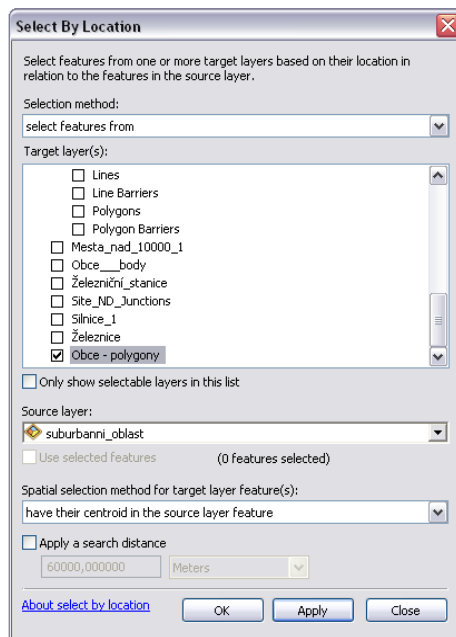 Select By Location
Select features from one or more target layers based on their location in
relation to the features in the source layer.
Selection method:
select features from
Target layer(s):
Lines
Line Barriers
Polygons
Polygon Barriers
Mesta_nad_10000_1
Obce___body
Železniční_stanice
Site_ND_Junctions
Silnice_1
Železnice
Obce - polygony
Only show selectable layers in this list
Source layer:
suburbanni_oblast
Use selected features (0 features selected)
Spatial selection method for target layer feature(s):
have their centroid in the source layer feature
Apply a search distance
60000,000000 Meters
About select by location OK Apply Close